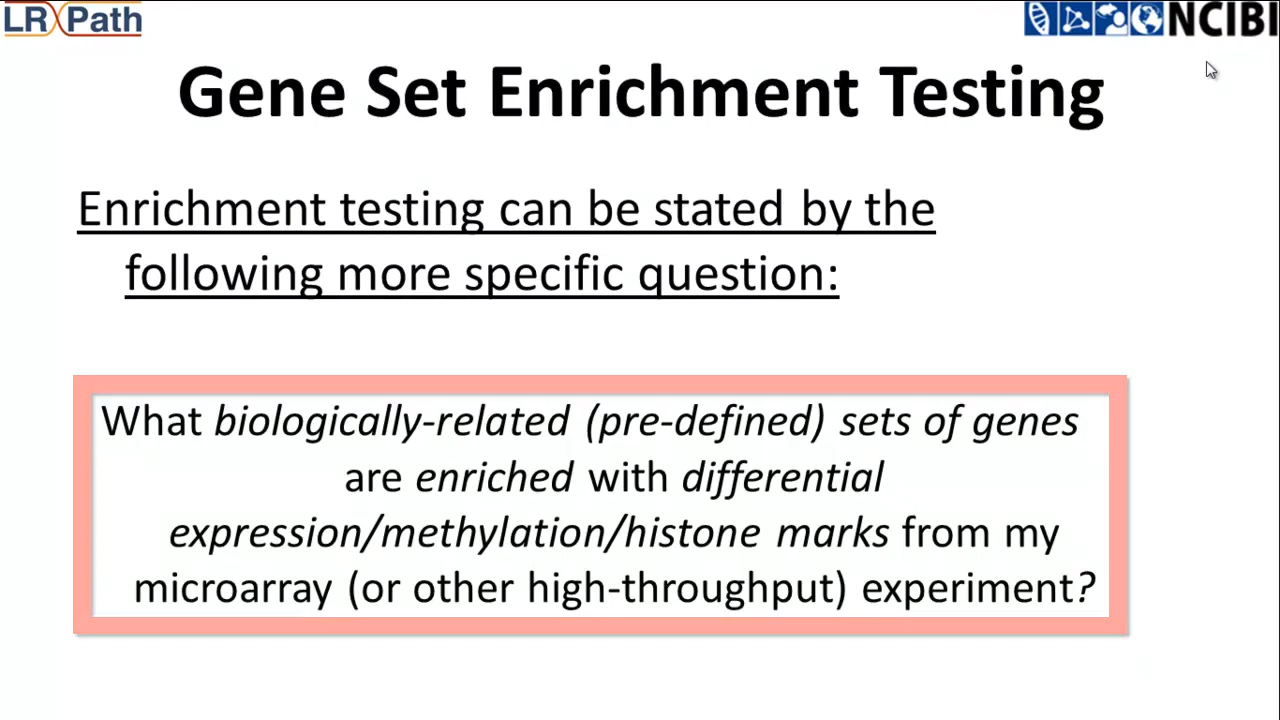 LR Path
NCIBI
Gene Set Enrichment Testing
Enrichment testing can be stated by the
following more specific question:
What biologically-related (pre-defined) sets of genes
are enriched with differential
expression/methylation/histone marks from my
microarray (or other high-throughput) experiment?